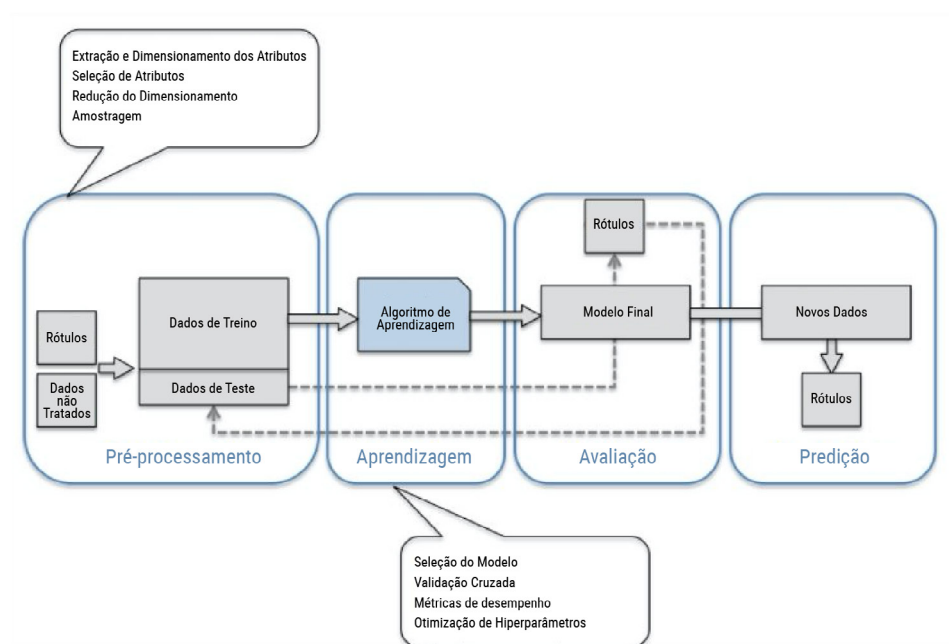 Extração e Dimensionamento dos Atributos
Seleção de Atributos
Redução do Dimensionamento
Amostragem
Rótulos
Dados
não
Tratados
Dados de Treino
Dados de Teste
Pré-processamento
Algoritmo de
Aprendizagem
Aprendizagem
Rótulos
Modelo Final
Avaliação
Novos Dados
Rótulos
Predição
Seleção do Modelo
Validação Cruzada
Métricas de desempenho
Otimização de Hiperparâmetros